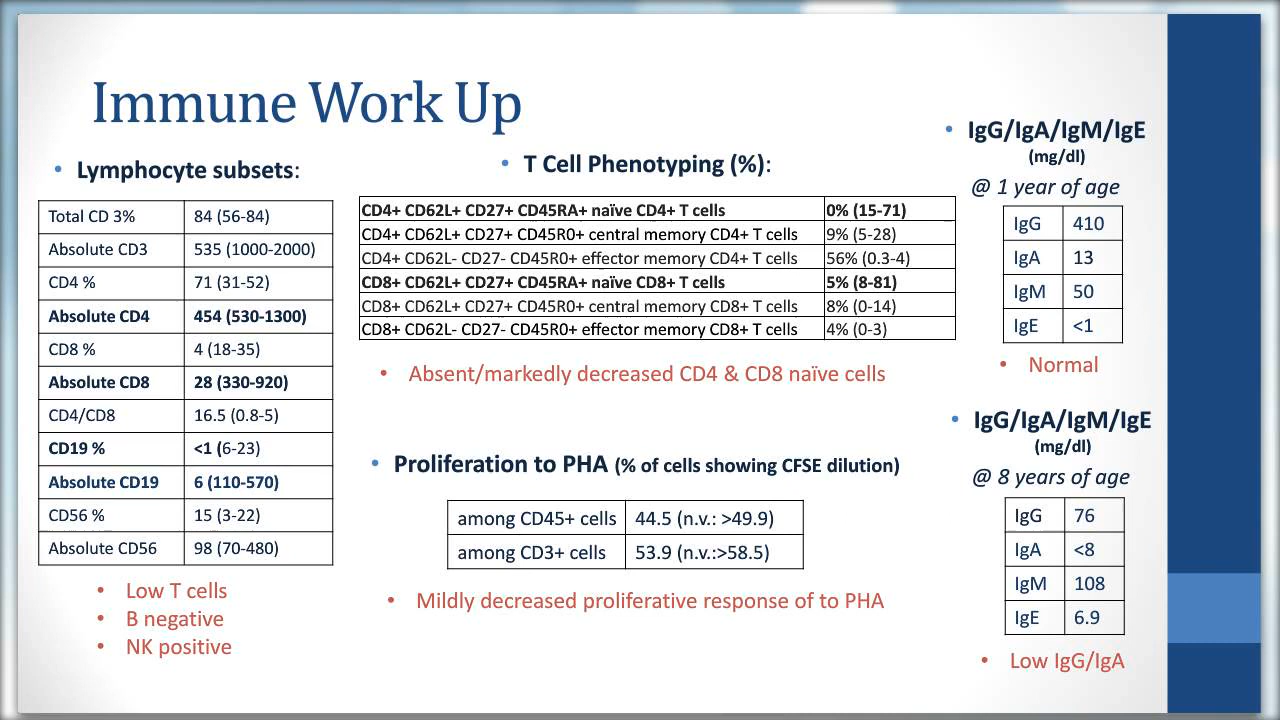 Immune Work Up
• Lymphocyte subsets:
Total CD 3% 84 (56-84)
Absolute CD3 535 (1000-2000)
CD4 % 71 (31-52)
Absolute CD4 454 (530-1300)
CD8 % 4 (18-35)
Absolute CD8 28 (330-920)
CD4/CD8 16.5 (0.8-5)
CD19 % <1 (6-23)
Absolute CD19 6 (110-570)
CD56 % 15 (3-22)
Absolute CD56 98 (70-480)
• Low T cells
• B negative
• NK positive
• T Cell Phenotyping (%):
CD4+ CD62L+ CD27+ CD45RA+ naïve CD4+ T cells 0% (15-71)
CD4+ CD62L+ CD27+ CD45R0+ central memory CD4+ T cells 9% (5-28)
CD4+ CD62L- CD27- CD45R0+ effector memory CD4+ T cells 56% (0.3-4)
CD8+ CD62L+ CD27+ CD45RA+ naïve CD8+ T cells 5% (8-81)
CD8+ CD62L+ CD27+ CD45R0+ central memory CD8+ T cells 8% (0-14)
CD8+ CD62L- CD27- CD45R0+ effector memory CD8+ T cells 4% (0-3)
• Absent/markedly decreased CD4 & CD8 naïve cells
• Proliferation to PHA (% of cells showing CFSE dilution)
among CD45+ cells 44.5 (n.v.: >49.9)
among CD3+ cells 53.9 (n.v.:>58.5)
• Mildly decreased proliferative response of to PHA
• IgG/IgA/IgM/IgE
(mg/dl)
@ 1 year of age
IgG 410
IgA 13
IgM 50
IgE <1
• Normal
• IgG/IgA/IgM/IgE
(mg/dl)
@ 8 years of age
IgG 76
IgA <8
IgM 108
IgE 6.9
• Low IgG/IgA